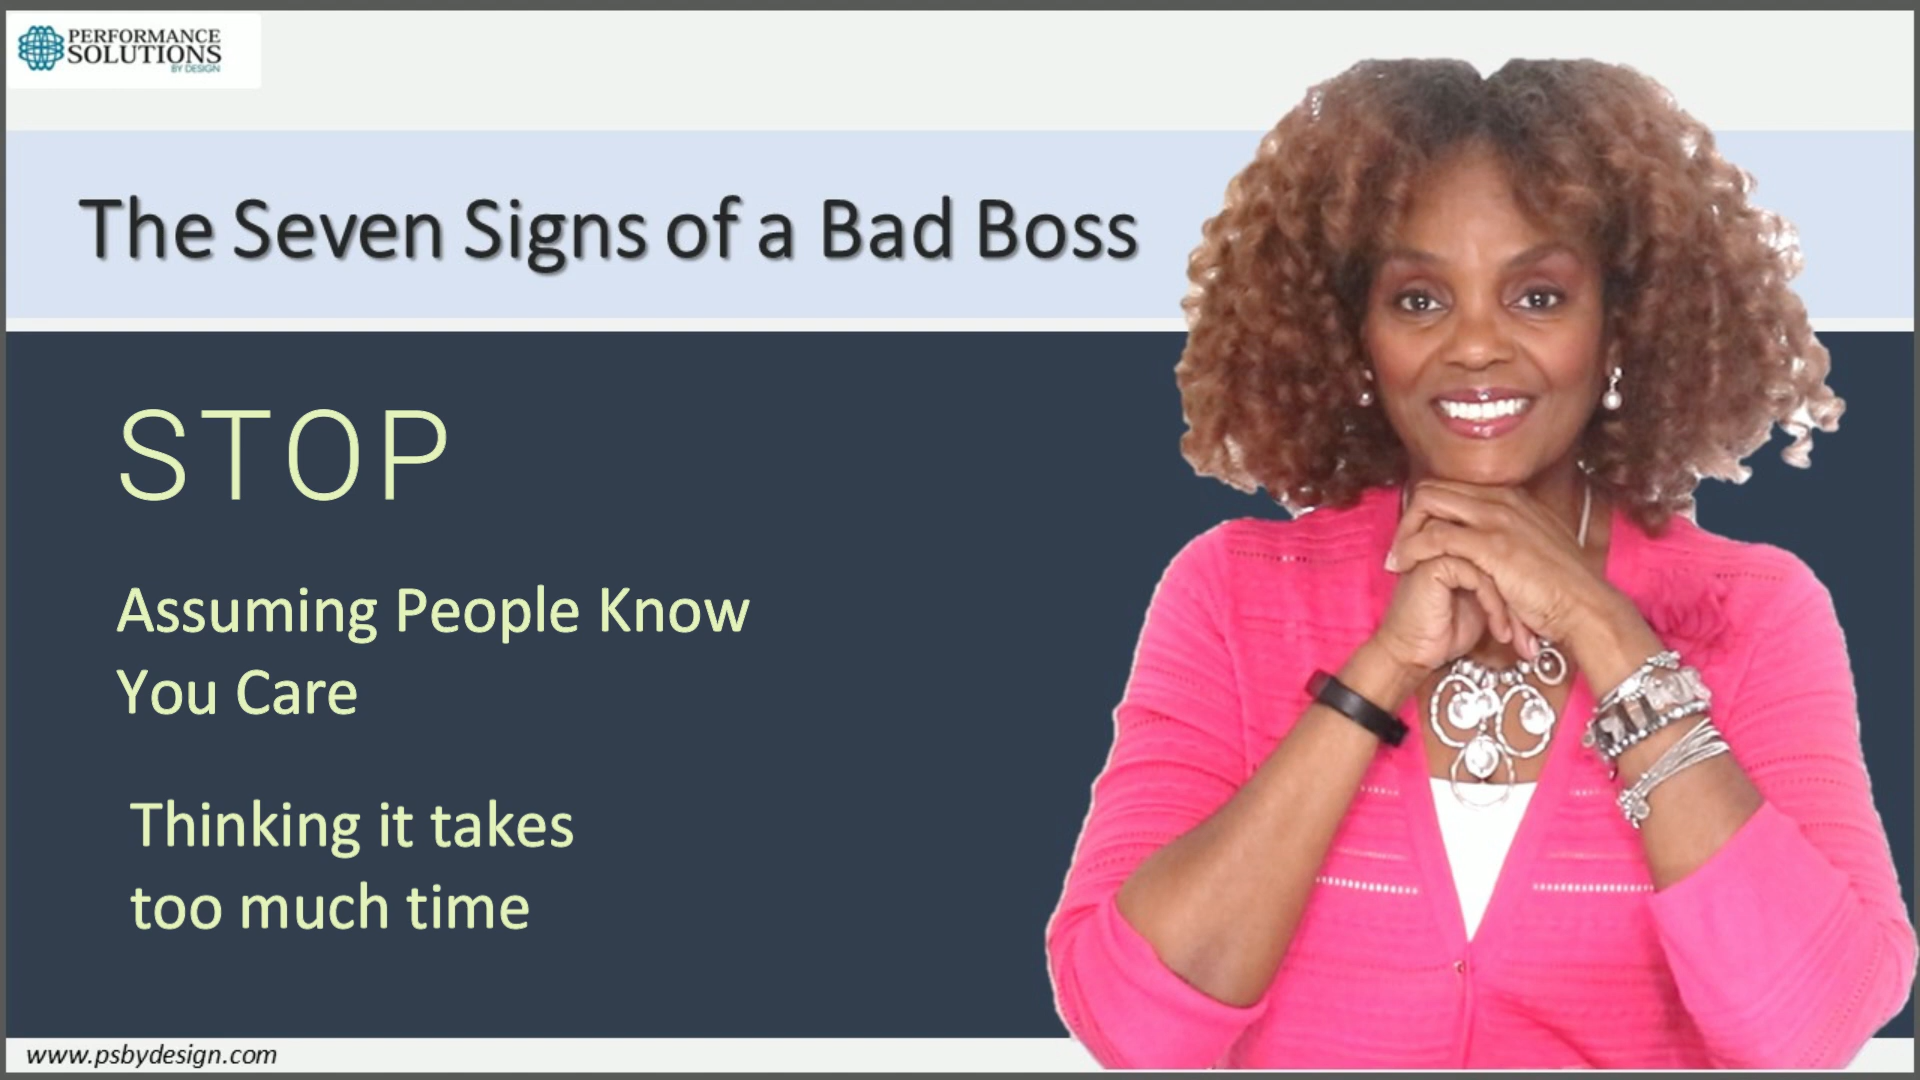 PERFORMANCE
SOLUTIONS
BY DESIGN
The Seven Signs of a Bad Boss
STOP
Assuming People Know
You Care
Thinking it takes
too much time
www.psbydesign.com